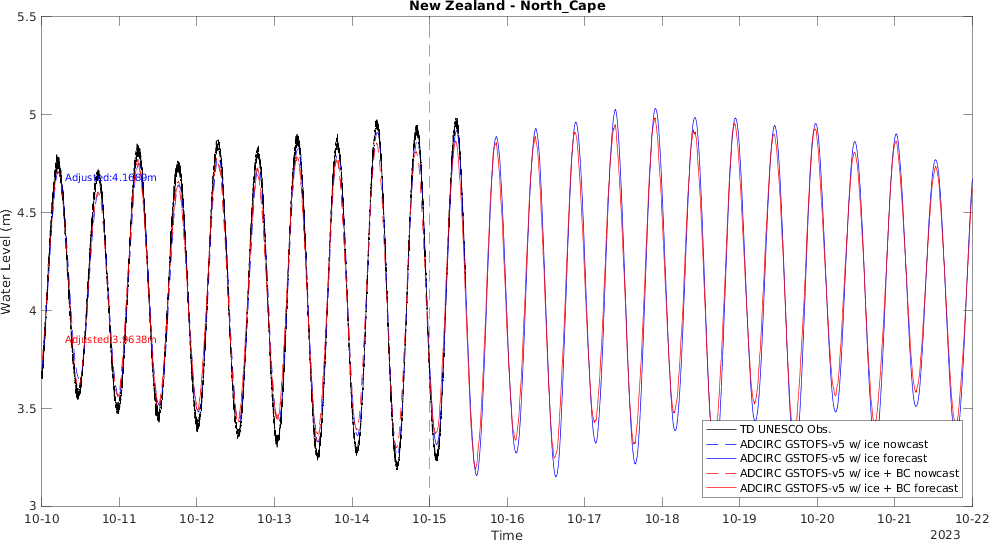 New Zealand - North_Cape
5.5
5
4.5
4
3.5
3
Water Level (m)
Adjusted:4.1689m
Adjusted:3.9638m
TD UNESCO Obs.
ADCIRC GSTOFS-v5 w/ ice nowcast
ADCIRC GSTOFS-v5 w/ ice forecast
ADCIRC GSTOFS-v5 w/ ice + BC nowcast
ADCIRC GSTOFS-v5 w/ ice + BC forecast
10-10 10-11 10-12 10-13 10-14 10-15 10-16 10-17 10-18 10-19 10-20 10-21 10-22
Time
2023